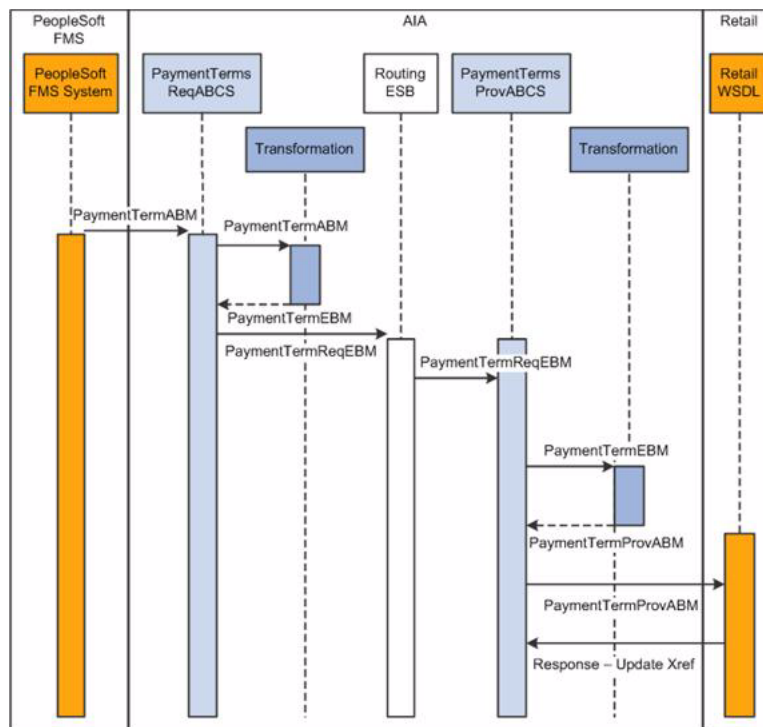 PeopleSoft
FMS
AIA
Retail
PeopleSoft
FMS System
PaymentTerms
ReqABCS
Routing
ESB
PaymentTerms
ProvABCS
Retail
WSDL
Transformation
Transformation
PaymentTermABM
PaymentTermABM
PaymentTermEBM
PaymentTermReqEBM
PaymentTermReqEBM
PaymentTermEBM
PaymentTermProvABM
PaymentTermProvABM
Response – Update Xref